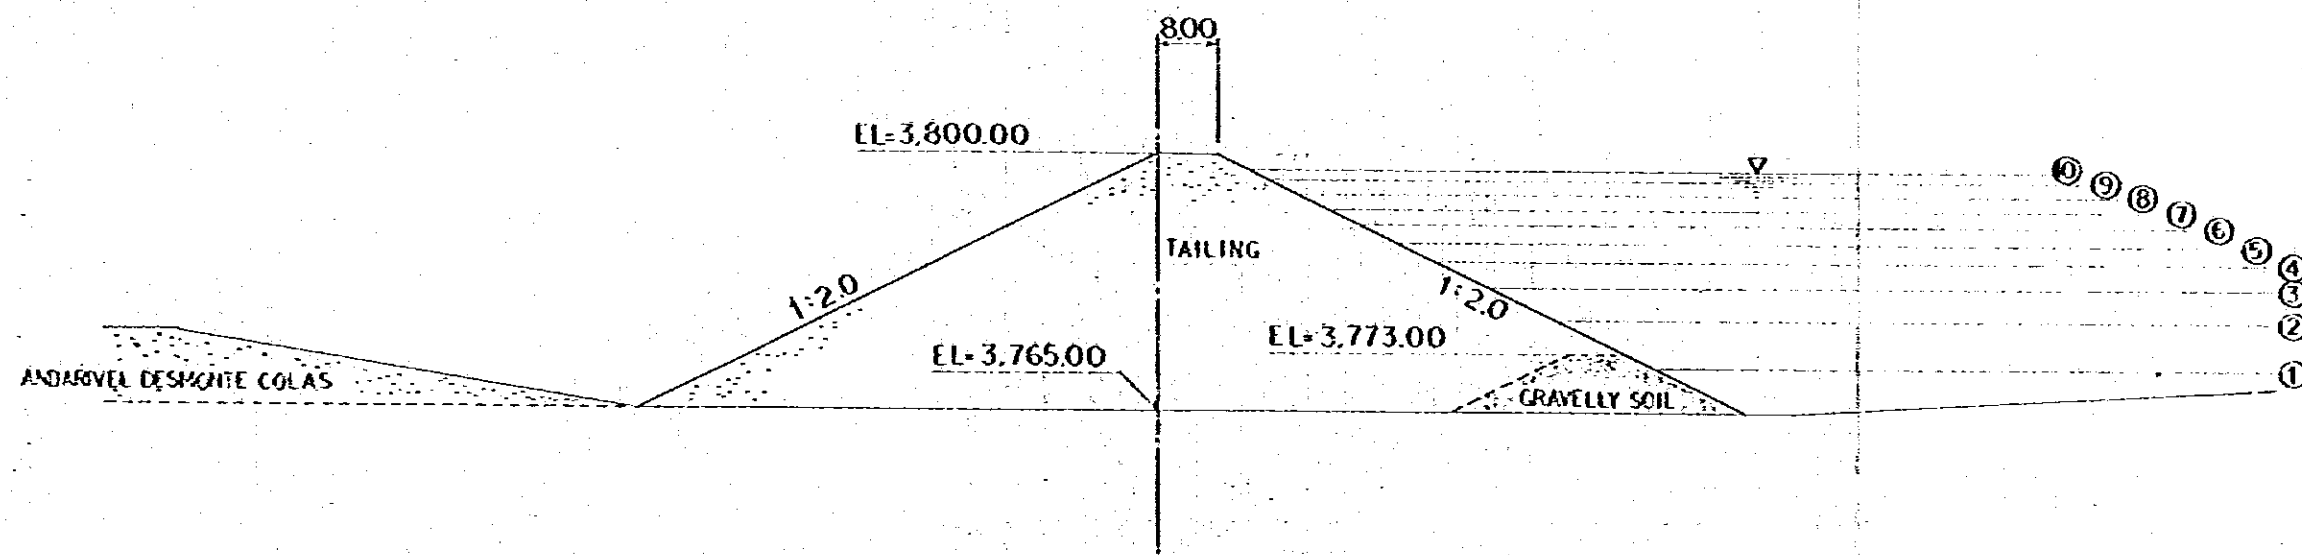 8.00
EL=3,800.00
TAILING
1:2.0
1:2.0
EL=3,773.00
EL=3,765.00
ANDARIVEL DESMONTE COLAS
GRAVELLY SOIL
10
9
8
7
6
5
4
3
2
1